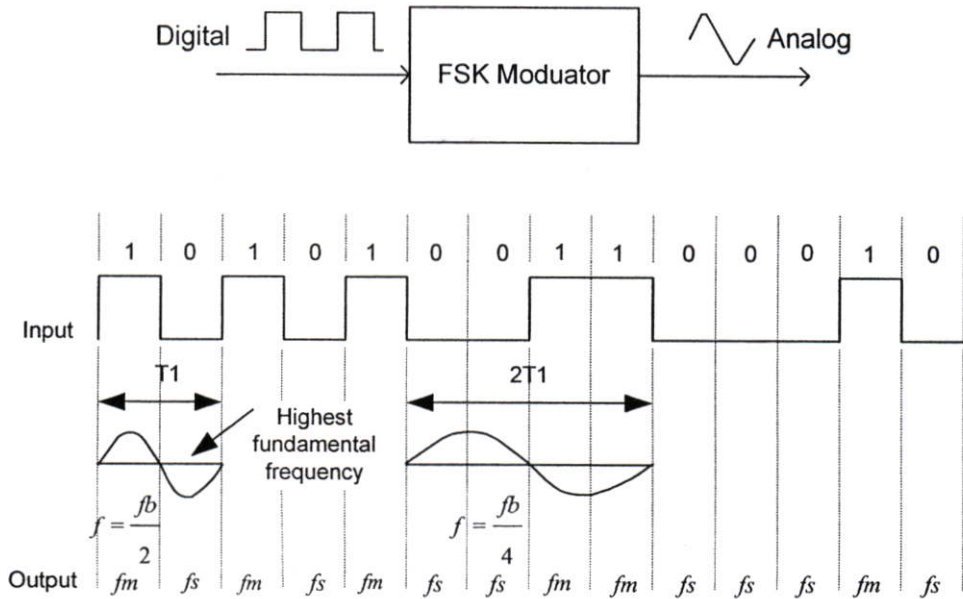 Digital
FSK Moduator
Analog
1 0 1 0 1 0 0 1 1 0 0 0 1 0
Input
T1
2T1
Highest
fundamental
frequency
f = fb/2
f = fb/4
Output fm fs fm fs fm fs fs fm fm fs fs fs fm fs